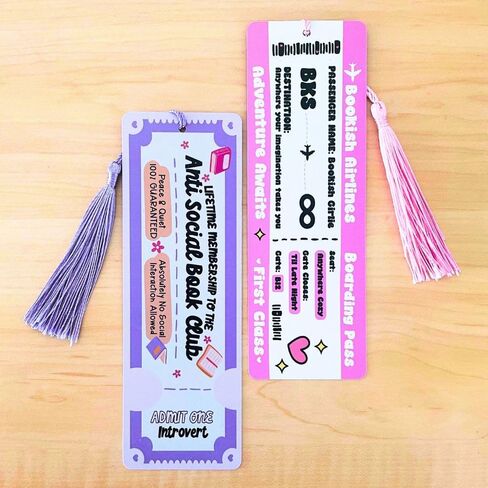 LIFETIME MEMBERSHIP TO THE
Anti Social Book Club
Peace & Quiet
100% GUARANTEED
Absolutely No Social
Interaction Allowed
ADMIT ONE
Introvert
Bookish Airlines
Boarding Pass
PASSENGER NAME: Bookish Girlie
BKS
DESTINATION:
Anywhere your imagination takes you
Seat:
Anywhere Cozy
Gate Closes:
Til Late Night
Gate:
Adventure Awaits
First Class